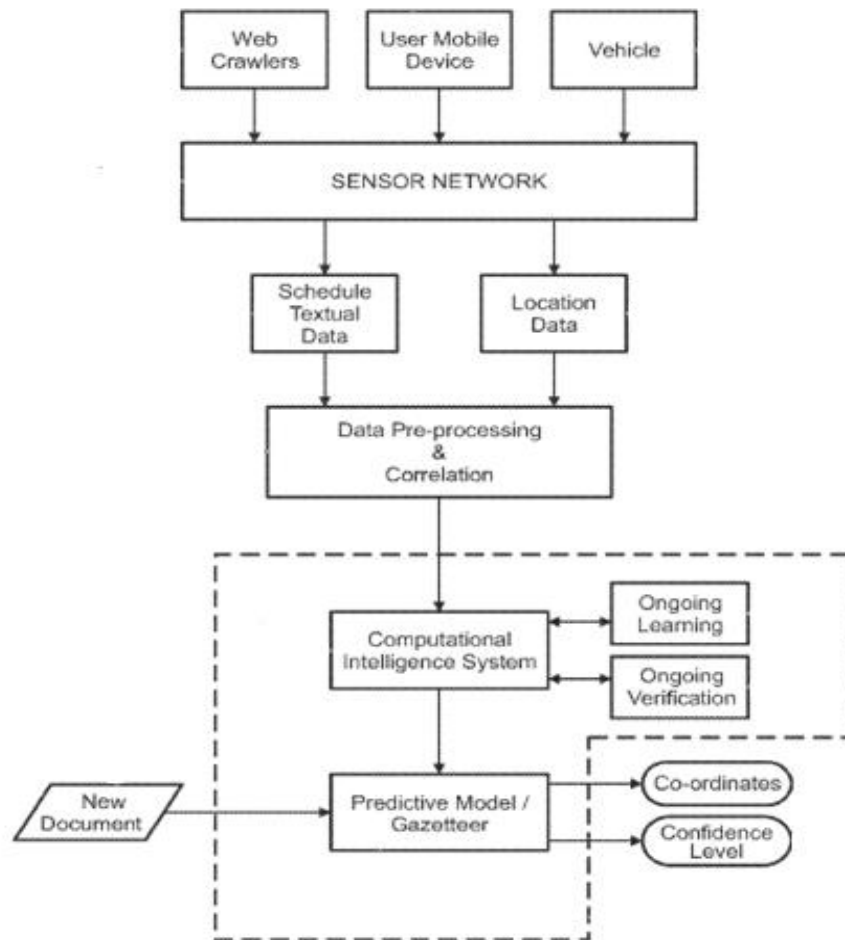 Web
Crawlers
User Mobile
Device
Vehicle
SENSOR NETWORK
Schedule
Textual
Data
Location
Data
Data Pre-processing
&
Correlation
Computational
Intelligence System
Ongoing
Learning
Ongoing
Verification
New
Document
Predictive Model /
Gazetteer
Co-ordinates
Confidence
Level